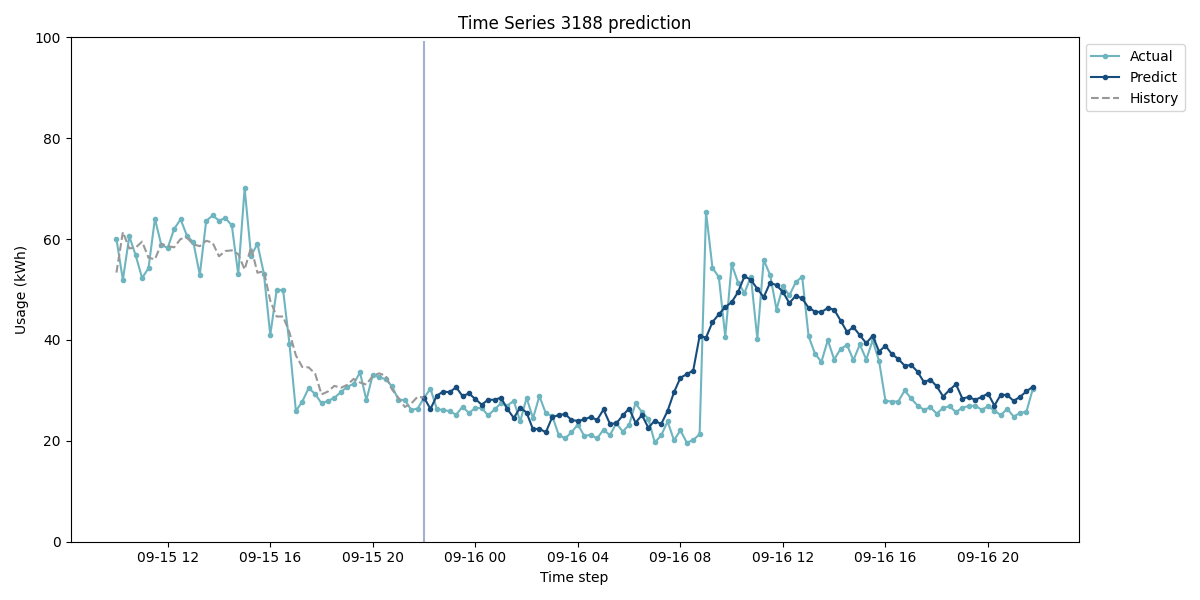 Time Series 3188 prediction
100
80
60
40
20
0
Usage (kWh)
09-15 12
09-15 16
09-15 20
09-16 00
09-16 04
09-16 08
09-16 12
09-16 16
09-16 20
Time step
Actual
Predict
History